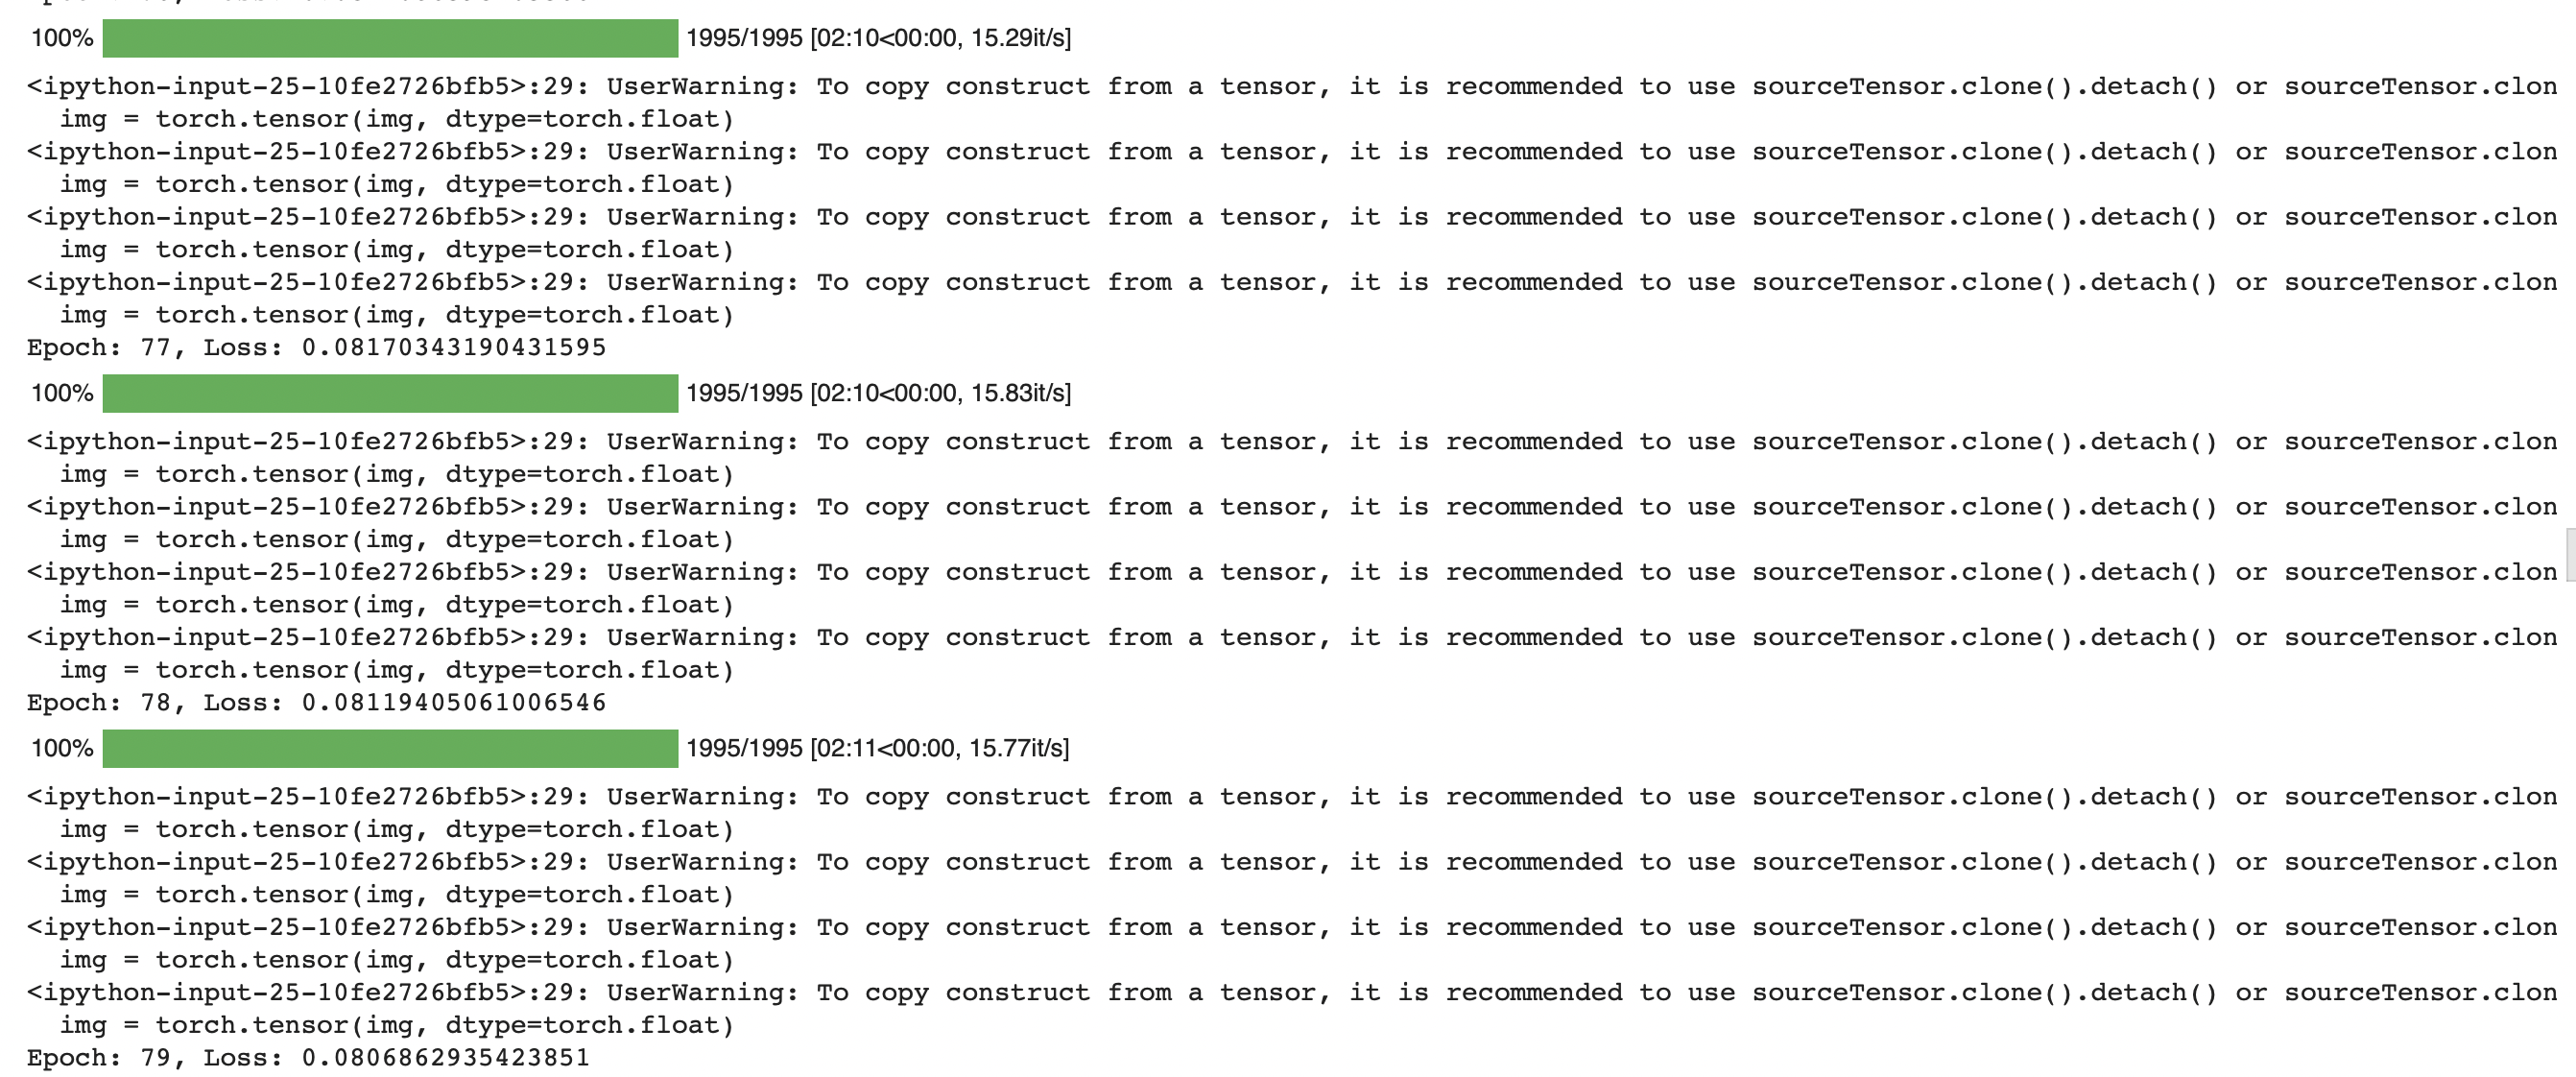 100% 1995/1995 [02:10<00:00, 15.29it/s]
<ipython-input-25-10fe2726bfb5>:29: UserWarning: To copy construct from a tensor, it is recommended to use sourceTensor.clone().detach() or sourceTensor.clon
img = torch.tensor(img, dtype=torch.float)
<ipython-input-25-10fe2726bfb5>:29: UserWarning: To copy construct from a tensor, it is recommended to use sourceTensor.clone().detach() or sourceTensor.clon
img = torch.tensor(img, dtype=torch.float)
<ipython-input-25-10fe2726bfb5>:29: UserWarning: To copy construct from a tensor, it is recommended to use sourceTensor.clone().detach() or sourceTensor.clon
img = torch.tensor(img, dtype=torch.float)
<ipython-input-25-10fe2726bfb5>:29: UserWarning: To copy construct from a tensor, it is recommended to use sourceTensor.clone().detach() or sourceTensor.clon
img = torch.tensor(img, dtype=torch.float)
Epoch: 77, Loss: 0.08170343190431595
100% 1995/1995 [02:10<00:00, 15.83it/s]
<ipython-input-25-10fe2726bfb5>:29: UserWarning: To copy construct from a tensor, it is recommended to use sourceTensor.clone().detach() or sourceTensor.clon
img = torch.tensor(img, dtype=torch.float)
<ipython-input-25-10fe2726bfb5>:29: UserWarning: To copy construct from a tensor, it is recommended to use sourceTensor.clone().detach() or sourceTensor.clon
img = torch.tensor(img, dtype=torch.float)
<ipython-input-25-10fe2726bfb5>:29: UserWarning: To copy construct from a tensor, it is recommended to use sourceTensor.clone().detach() or sourceTensor.clon
img = torch.tensor(img, dtype=torch.float)
<ipython-input-25-10fe2726bfb5>:29: UserWarning: To copy construct from a tensor, it is recommended to use sourceTensor.clone().detach() or sourceTensor.clon
img = torch.tensor(img, dtype=torch.float)
Epoch: 78, Loss: 0.08119405061006546
100% 1995/1995 [02:11<00:00, 15.77it/s]
<ipython-input-25-10fe2726bfb5>:29: UserWarning: To copy construct from a tensor, it is recommended to use sourceTensor.clone().detach() or sourceTensor.clon
img = torch.tensor(img, dtype=torch.float)
<ipython-input-25-10fe2726bfb5>:29: UserWarning: To copy construct from a tensor, it is recommended to use sourceTensor.clone().detach() or sourceTensor.clon
img = torch.tensor(img, dtype=torch.float)
<ipython-input-25-10fe2726bfb5>:29: UserWarning: To copy construct from a tensor, it is recommended to use sourceTensor.clone().detach() or sourceTensor.clon
img = torch.tensor(img, dtype=torch.float)
<ipython-input-25-10fe2726bfb5>:29: UserWarning: To copy construct from a tensor, it is recommended to use sourceTensor.clone().detach() or sourceTensor.clon
img = torch.tensor(img, dtype=torch.float)
Epoch: 79, Loss: 0.0806862935423851